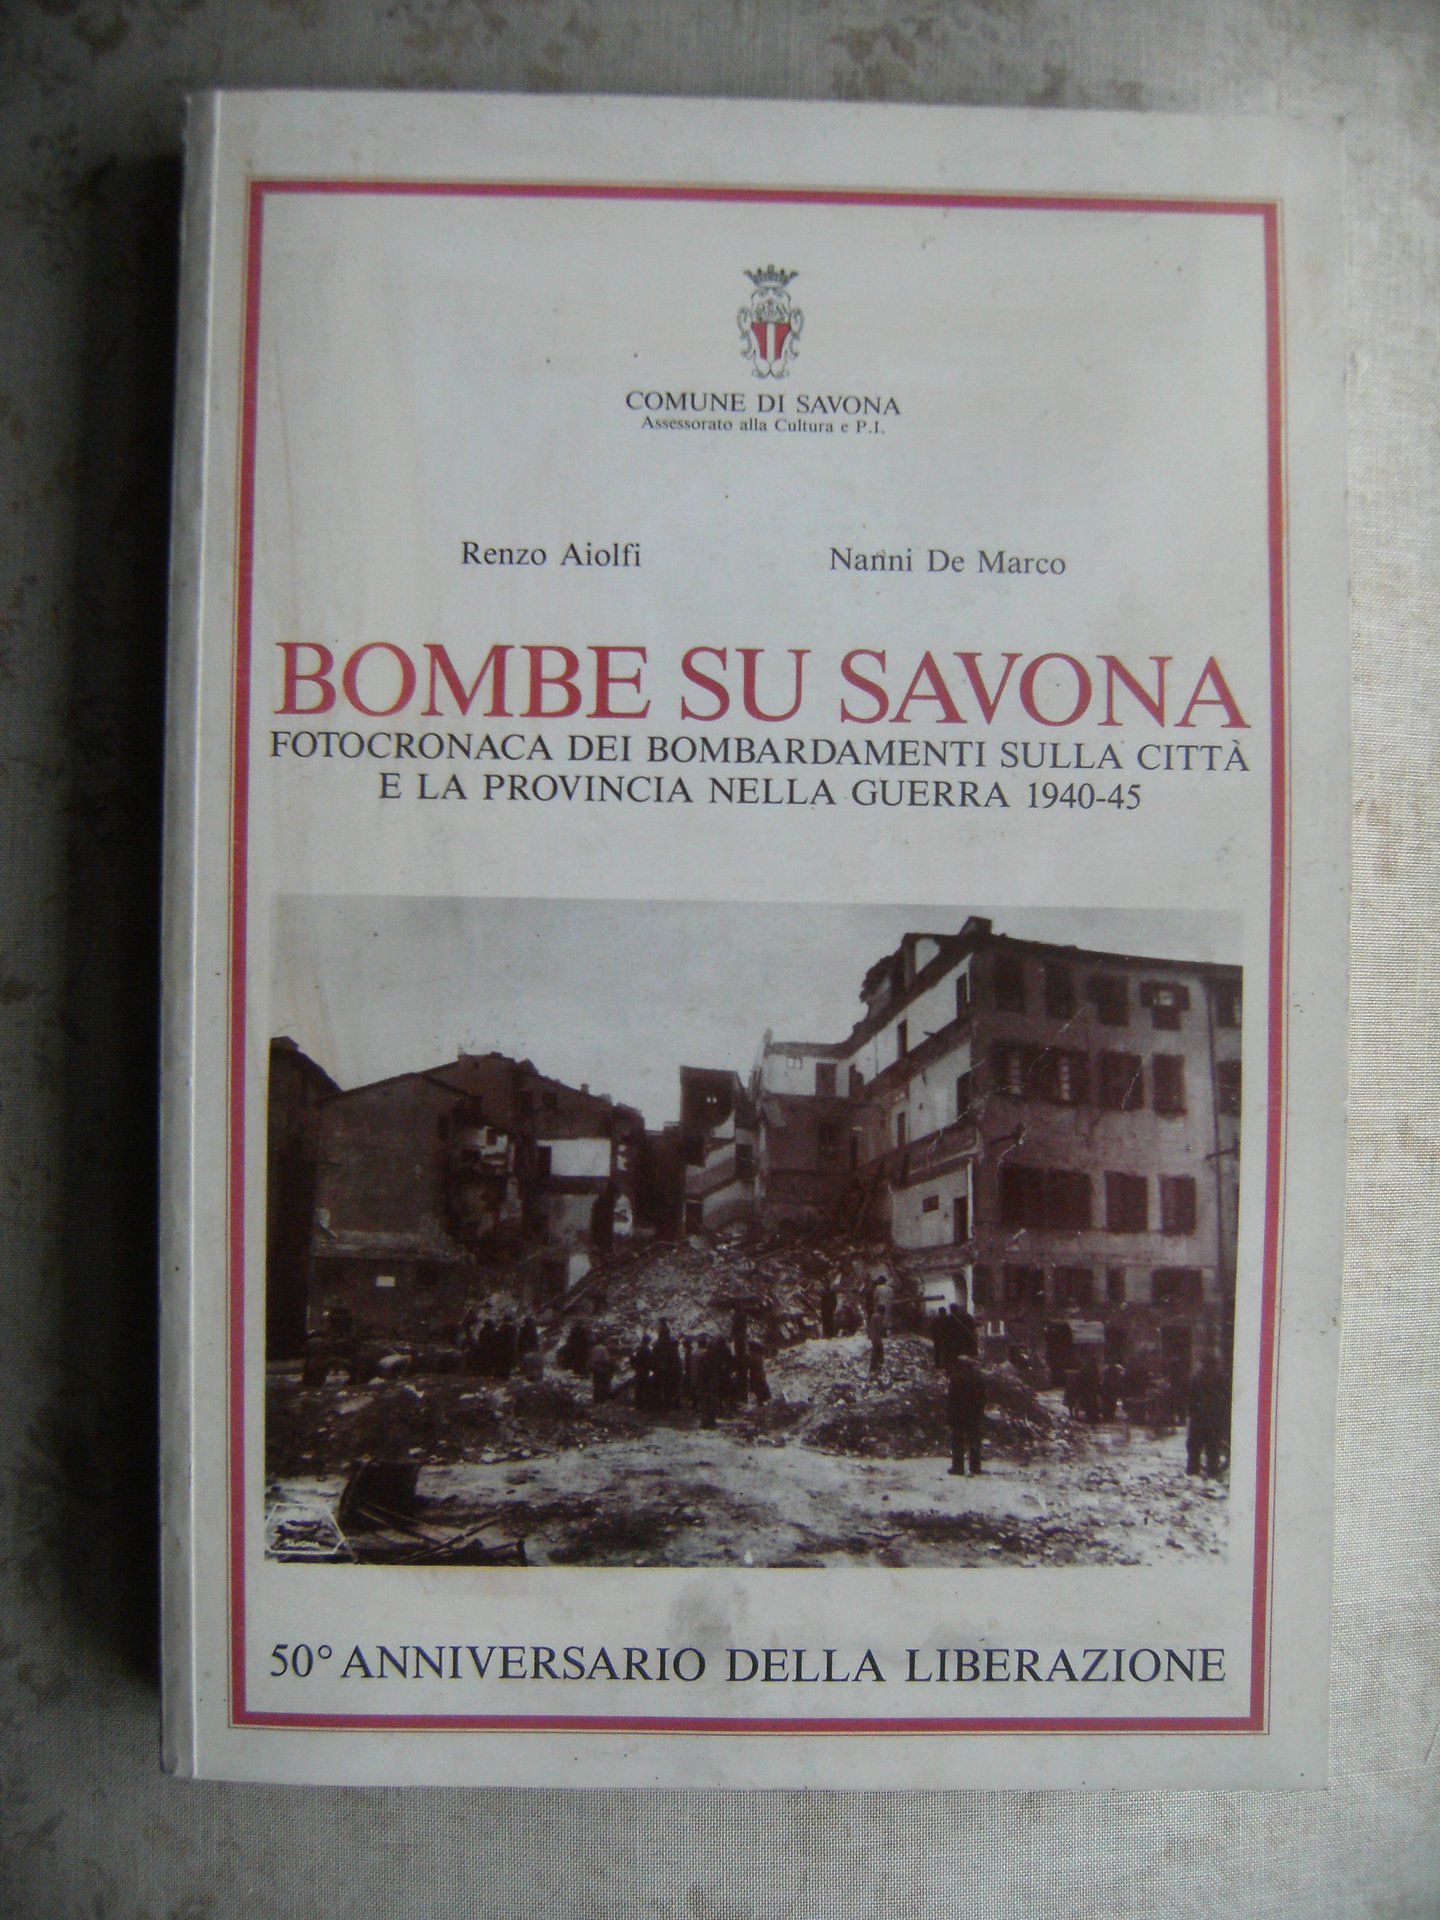 COMUNE DI SAVONA
Assessorato alla Cultura e P.I.
Renzo Aiolfi Nanni De Marco
BOMBE SU SAVONA
FOTOCRONACA DEI BOMBARDAMENTI SULLA CITTÀ
E LA PROVINCIA NELLA GUERRA 1940-45
50° ANNIVERSARIO DELLA LIBERAZIONE